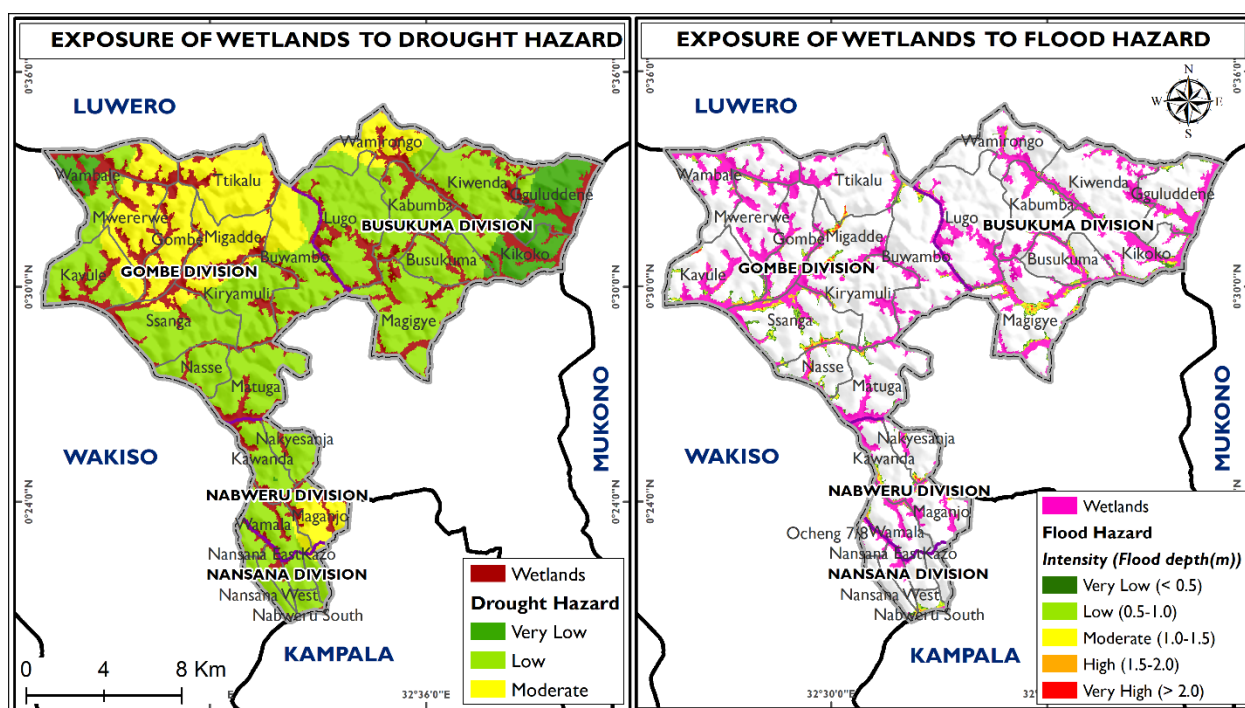 EXPOSURE OF WETLANDS TO DROUGHT HAZARD
0°36'0"N
LUWERO
Wamirongo
Wambale
Ttikalu
Kiwenda
Gguluddene
Mwererwe
Kabumba
Lugo
BUSUKUMA DIVISION
Gombe
Migadde
Kikoko
Buwambo
Busukuma
Kavule
GOMBE DIVISION
0°30'0"N
Kiryamuli
Ssanga
Magigye
Nasse
Matuga
MUKONO
WAKISO
Nakyesanja
Kawanda
0°24'0"N
NABWERU DIVISION
Maganjo
Wamala
Nansana East
Kazo
NANSANA DIVISION
Nansana West
Nabweru South
KAMPALA
Wetlands
Drought Hazard
Very Low
Low
Moderate
0 4 8 Km
E
32°36'0"E
EXPOSURE OF WETLANDS TO FLOOD HAZARD
0°36'0"N
N
W E
S
LUWERO
Wamirongo
Wambale
Ttikalu
Kiwenda
Gguluddene
Mwererwe
Kabumba
Lugo
BUSUKUMA DIVISION
Gombe
Migadde
Kikoko
Buwambo
Busukuma
Kavule
GOMBE DIVISION
0°30'0"N
Kiryamuli
Ssanga
Magigye
Nasse
Matuga
MUKONO
WAKISO
Nakyesanja
Kawanda
0°24'0"N
NABWERU DIVISION
Maganjo
Ocheng 7/8
Wamala
Nansana East
Kazo
NANSANA DIVISION
Nansana West
Nabweru South
KAMPALA
Wetlands
Flood Hazard
Intensity (Flood depth(m))
Very Low (< 0.5)
Low (0.5-1.0)
Moderate (1.0-1.5)
High (1.5-2.0)
Very High (> 2.0)
32°30'0"E